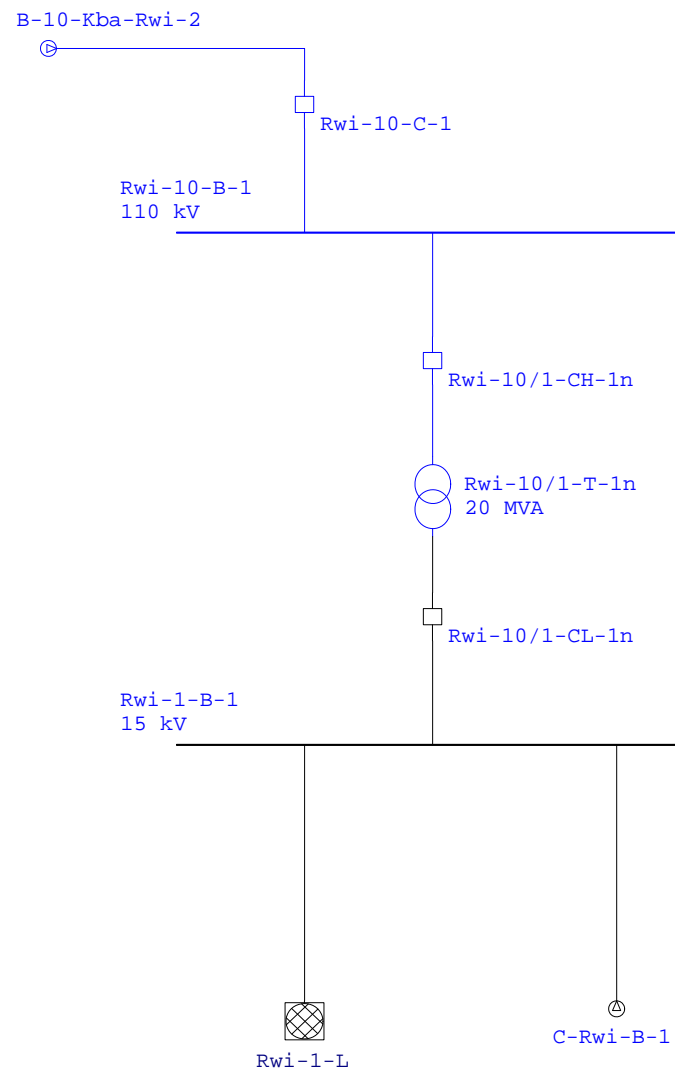 B-10-Kba-Rwi-2
Rwi-10-C-1
Rwi-10-B-1
110 kV
Rwi-10/1-CH-1n
Rwi-10/1-T-1n
20 MVA
Rwi-10/1-CL-1n
Rwi-1-B-1
15 kV
C-Rwi-B-1
Rwi-1-L